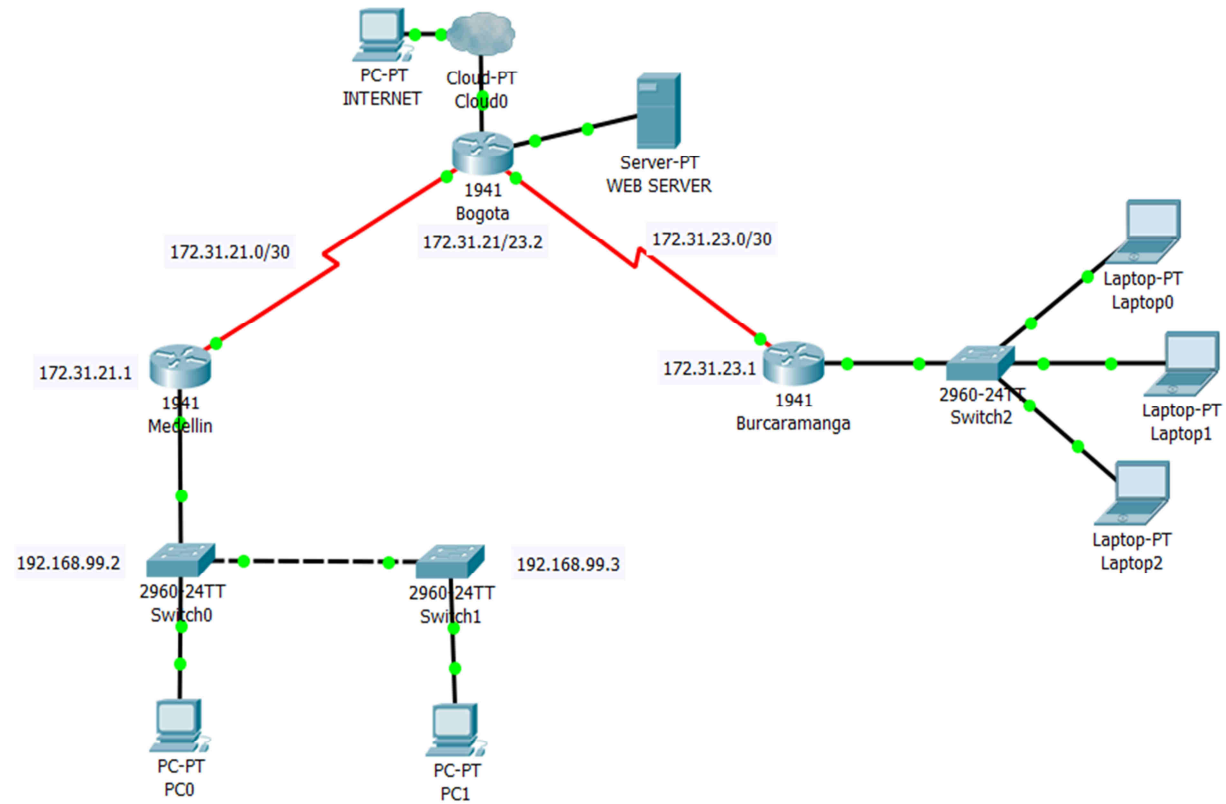 PC-PT
INTERNET
Cloud-PT
Cloud0
Server-PT
WEB SERVER
1941
Bogota
172.31.21/23.2
172.31.21.0/30
172.31.23.0/30
Laptop-PT
Laptop0
172.31.21.1
1941
Medellin
172.31.23.1
1941
Burcaramanga
2960-24TT
Switch2
Laptop-PT
Laptop1
Laptop-PT
Laptop2
192.168.99.2
2960-24TT
Switch0
2960-24TT
Switch1
192.168.99.3
PC-PT
PC0
PC-PT
PC1